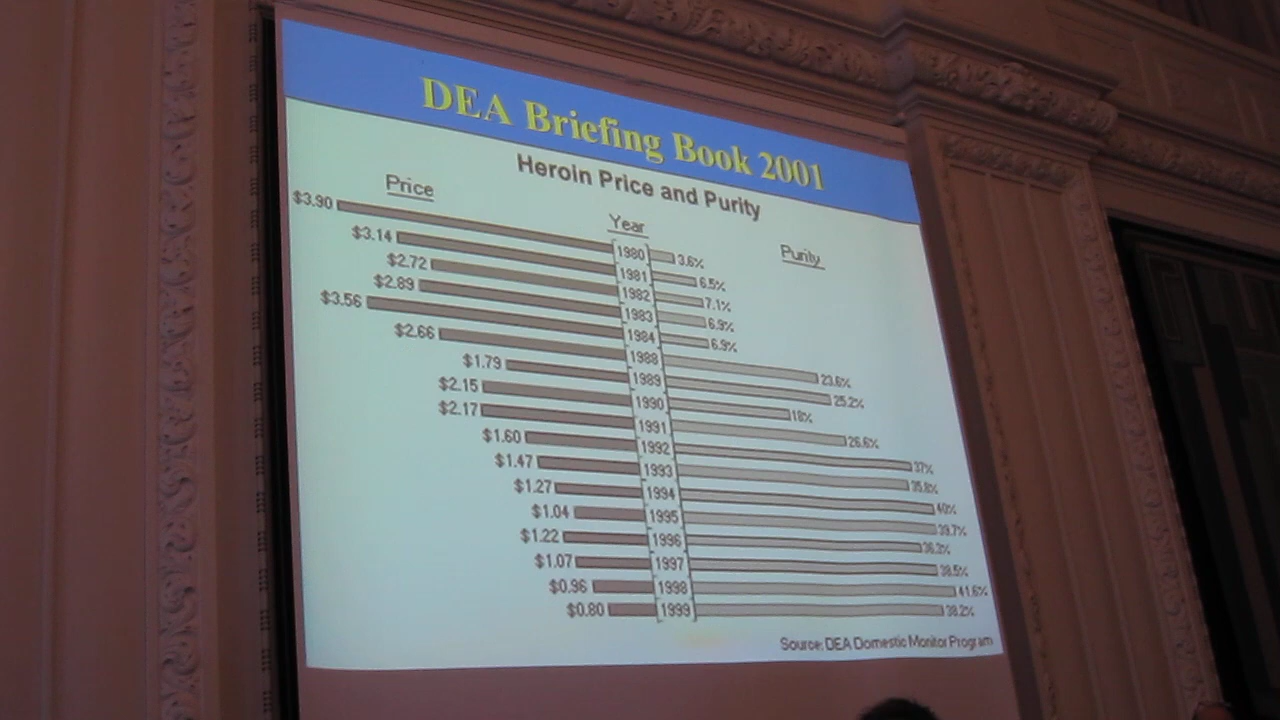 DEA Briefing Book 2001
Heroin Price and Purity
Price Year Purity
$3.90 1980 3.6%
$3.14 1981 6.5%
$2.72 1982 7.1%
$2.89 1983 6.9%
$3.56 1984 6.9%
$2.66 1988 23.6%
$1.79 1989 25.2%
$2.15 1990 18%
$2.17 1991 26.6%
$1.60 1992 37%
$1.47 1993 35.8%
$1.27 1994 40%
$1.04 1995 39.7%
$1.22 1996 36.3%
$1.07 1997 38.5%
$0.96 1998 41.6%
$0.80 1999 38.2%
Source: DEA Domestic Monitor Program